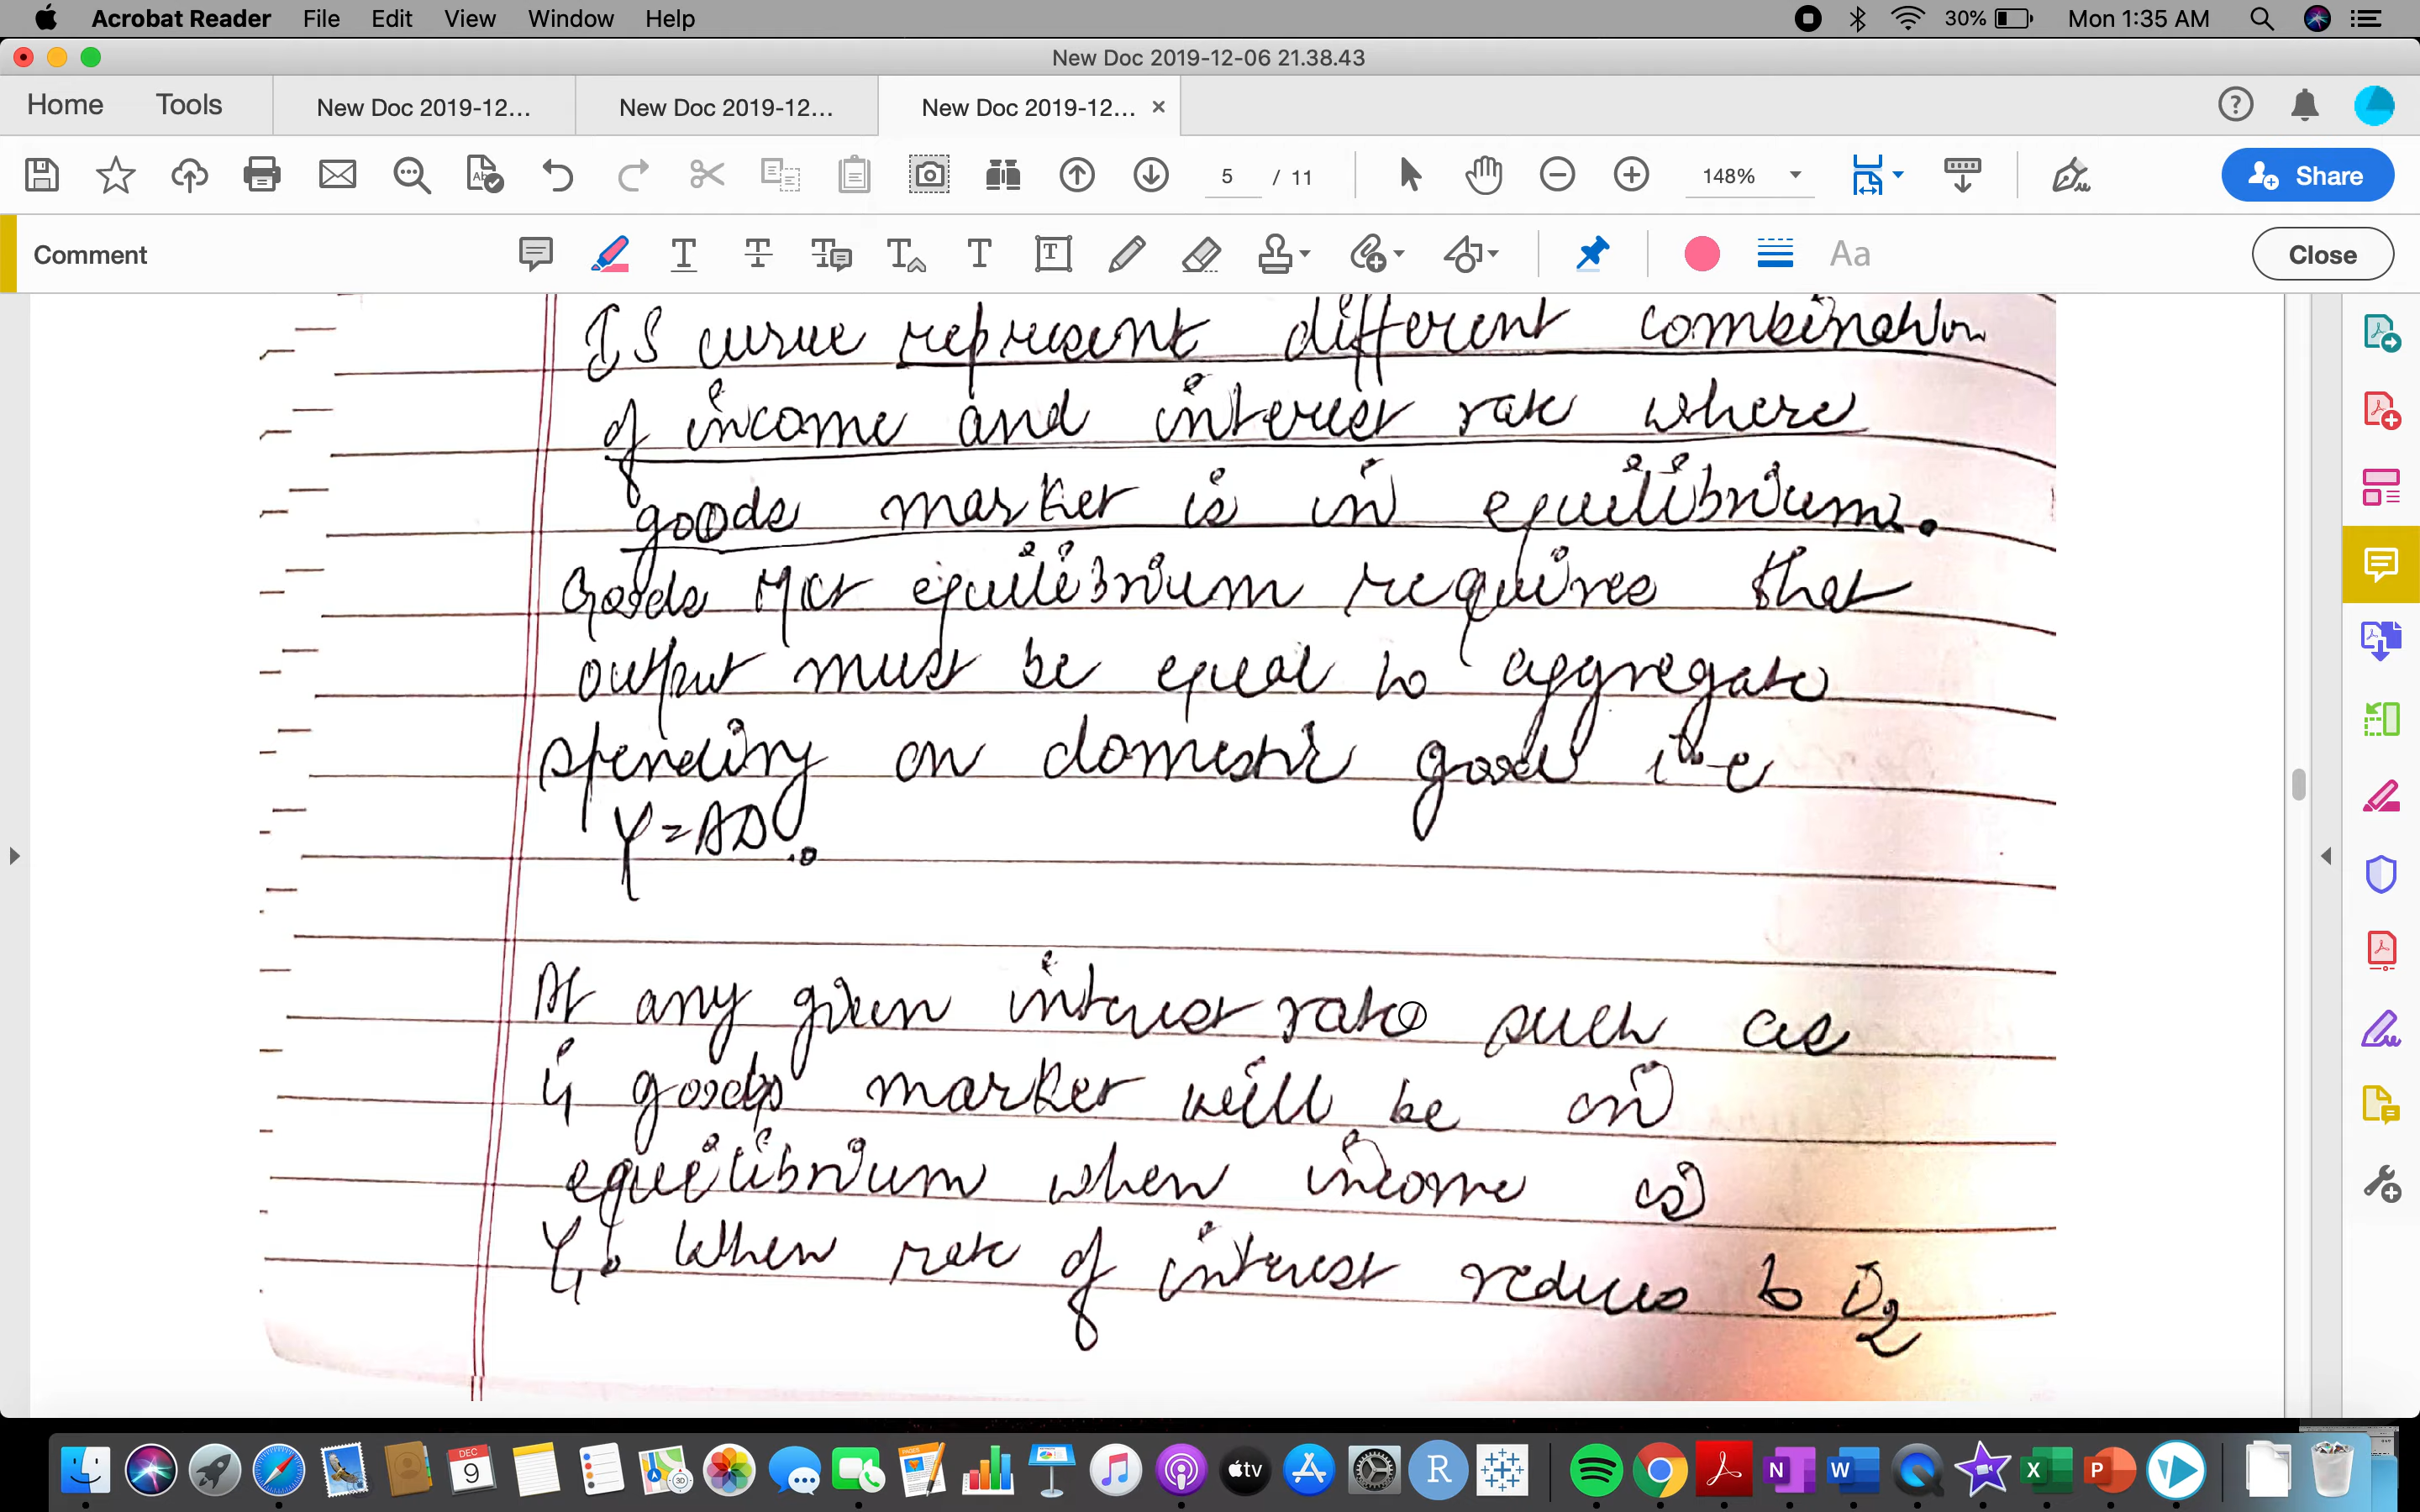 Acrobat Reader File Edit View Window Help 30% Mon 1:35 AM
New Doc 2019-12-06 21.38.43
Home Tools New Doc 2019-12... New Doc 2019-12... New Doc 2019-12... ×
5 / 11 148% Share
Comment Aa Close
IS curve represent different combination
of income and interest rate where
goods market is in equilibrium.
Goods Mkt equilibrium requires that
output must be equal to aggregate
spending on domestic goods i.e
Y=AD.
At any given interest rate such as
i1 goods market will be in
equilibrium when income is
Y1. When rate of interest reduces to i2
DEC
9
PAGES
3D
tv
R
N W X P